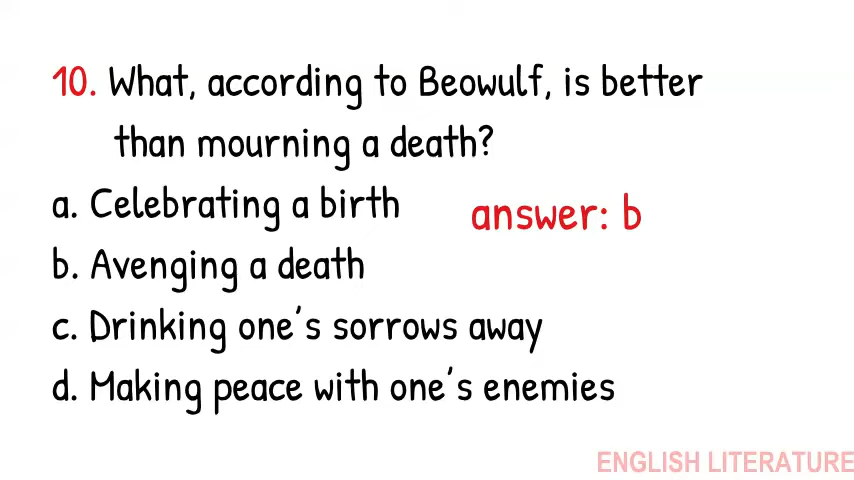 10. What, according to Beowulf, is better
than mourning a death?
a. Celebrating a birth
answer: b
b. Avenging a death
c. Drinking one's sorrows away
d. Making peace with one's enemies
ENGLISH LITERATURE